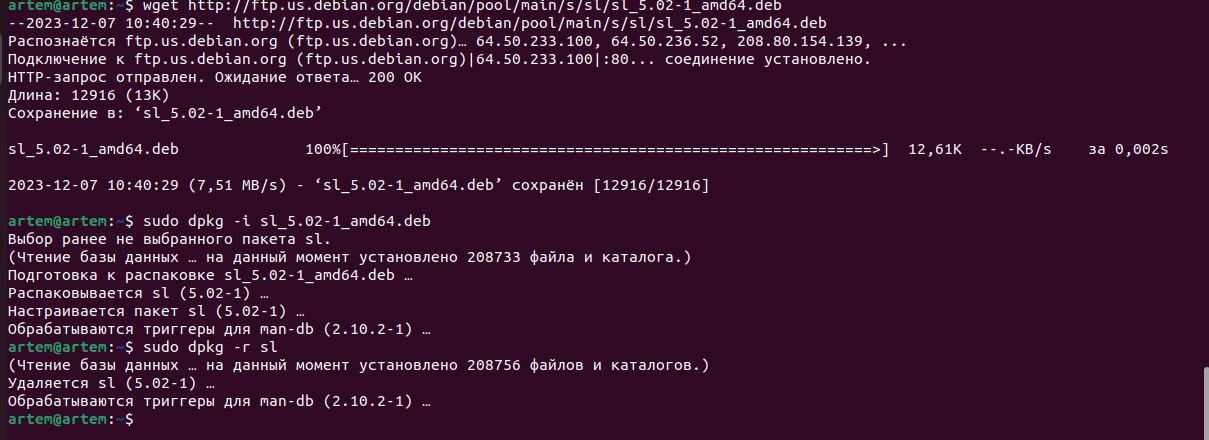 artem@artem:~$ wget http://ftp.us.debian.org/debian/pool/main/s/sl/sl_5.02-1_amd64.deb
--2023-12-07 10:40:29--  http://ftp.us.debian.org/debian/pool/main/s/sl/sl_5.02-1_amd64.deb
Распознаётся ftp.us.debian.org (ftp.us.debian.org)… 64.50.233.100, 64.50.236.52, 208.80.154.139, ...
Подключение к ftp.us.debian.org (ftp.us.debian.org)|64.50.233.100|:80... соединение установлено.
HTTP-запрос отправлен. Ожидание ответа… 200 OK
Длина: 12916 (13K)
Сохранение в: ‘sl_5.02-1_amd64.deb’
sl_5.02-1_amd64.deb              100%[==========================================================>]  12,61K  --.-KB/s    за 0,002s
2023-12-07 10:40:29 (7,51 MB/s) - ‘sl_5.02-1_amd64.deb’ сохранён [12916/12916]
artem@artem:~$ sudo dpkg -i sl_5.02-1_amd64.deb
Выбор ранее не выбранного пакета sl.
(Чтение базы данных … на данный момент установлено 208733 файла и каталога.)
Подготовка к распаковке sl_5.02-1_amd64.deb …
Распаковывается sl (5.02-1) …
Настраивается пакет sl (5.02-1) …
Обрабатываются триггеры для man-db (2.10.2-1) …
artem@artem:~$ sudo dpkg -r sl
(Чтение базы данных … на данный момент установлено 208756 файлов и каталогов.)
Удаляется sl (5.02-1) …
Обрабатываются триггеры для man-db (2.10.2-1) …
artem@artem:~$